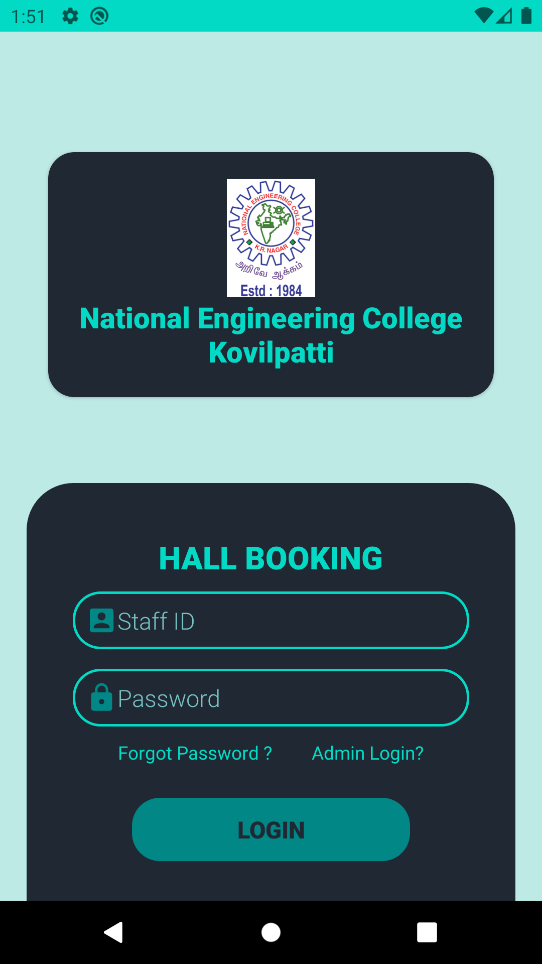 1:51
NATIONAL ENGINEERING COLLEGE
K.R. NAGAR
அறிவே ஆக்கம்
Estd : 1984
National Engineering College
Kovilpatti
HALL BOOKING
Staff ID
Password
Forgot Password ? Admin Login?
LOGIN